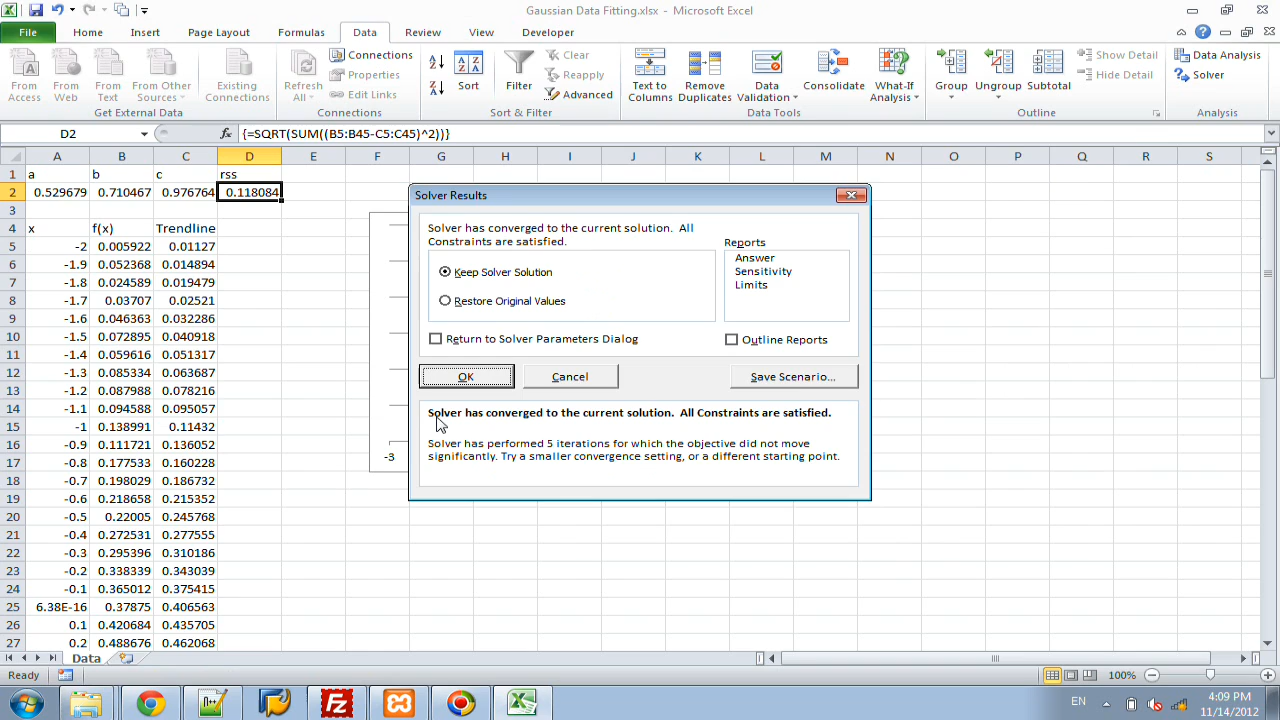 Gaussian Data Fitting.xlsx - Microsoft Excel
File Home Insert Page Layout Formulas Data Review View Developer
From Access
From Web
From Text
From Other Sources
Existing Connections
Get External Data
Refresh All
Connections
Properties
Edit Links
Connections
Sort
Filter
Clear
Reapply
Advanced
Sort & Filter
Text to Columns
Remove Duplicates
Data Validation
Consolidate
What-If Analysis
Data Tools
Group
Ungroup
Subtotal
Show Detail
Hide Detail
Outline
Data Analysis
Solver
Analysis
D2 fx {=SQRT(SUM((B5:B45-C5:C45)^2))}
A B C D E F G H I J K L M N O P Q R S
1 a b c rss
2 0.529679 0.710467 0.976764 0.118084
3
4 x f(x) Trendline
5 -2 0.005922 0.01127
6 -1.9 0.052368 0.014894
7 -1.8 0.024589 0.019479
8 -1.7 0.03707 0.02521
9 -1.6 0.046363 0.032286
10 -1.5 0.072895 0.040918
11 -1.4 0.059616 0.051317
12 -1.3 0.085334 0.063687
13 -1.2 0.087988 0.078216
14 -1.1 0.094588 0.095057
15 -1 0.138991 0.11432
16 -0.9 0.111721 0.136052
17 -0.8 0.177533 0.160228
18 -0.7 0.198029 0.186732
19 -0.6 0.218658 0.215352
20 -0.5 0.22005 0.245768
21 -0.4 0.272531 0.277555
22 -0.3 0.295396 0.310186
23 -0.2 0.338339 0.343039
24 -0.1 0.365012 0.375415
25 6.38E-16 0.37875 0.406563
26 0.1 0.420684 0.435705
27 0.2 0.488676 0.462068
-3
Solver Results
Solver has converged to the current solution. All
Constraints are satisfied.
Keep Solver Solution
Restore Original Values
Reports
Answer
Sensitivity
Limits
Return to Solver Parameters Dialog
Outline Reports
OK Cancel Save Scenario...
Solver has converged to the current solution. All Constraints are satisfied.
Solver has performed 5 iterations for which the objective did not move
significantly. Try a smaller convergence setting, or a different starting point.
Data
Ready 100%
EN
4:09 PM
11/14/2012